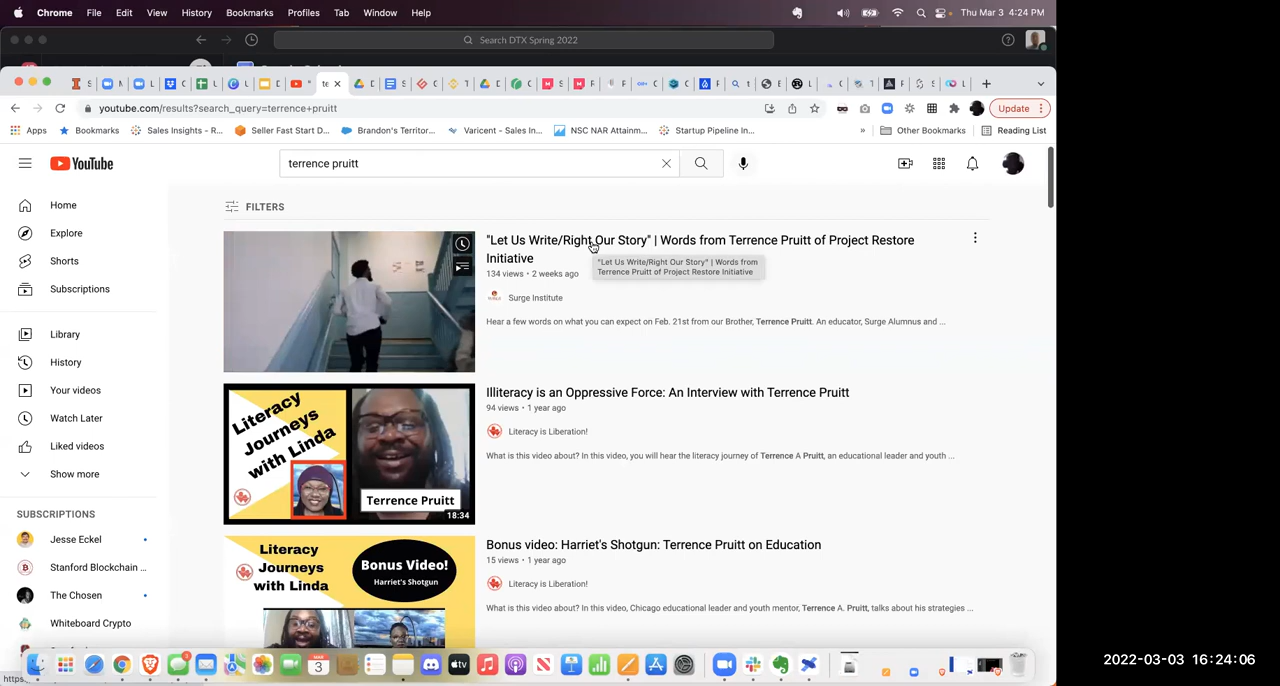 Chrome File Edit View History Bookmarks Profiles Tab Window Help Thu Mar 3 4:24 PM
Search DTX Spring 2022
youtube.com/results?search_query=terrence+pruitt Update
Apps Bookmarks Sales Insights - R... Seller Fast Start D... Brandon's Territor... Varicent - Sales In... NSC NAR Attainm... Startup Pipeline In... » Other Bookmarks Reading List
YouTube
terrence pruitt
Home
Explore
Shorts
Subscriptions
Library
History
Your videos
Watch Later
Liked videos
Show more
SUBSCRIPTIONS
Jesse Eckel
Stanford Blockchain ...
The Chosen
Whiteboard Crypto
FILTERS
"Let Us Write/Right Our Story" | Words from Terrence Pruitt of Project Restore
Initiative
134 views • 2 weeks ago
"Let Us Write/Right Our Story" | Words from
Terrence Pruitt of Project Restore Initiative
Surge Institute
Hear a few words on what you can expect on Feb. 21st from our Brother, Terrence Pruitt. An educator, Surge Alumnus and ...
Literacy
Journeys
with Linda
Terrence Pruitt
18:34
Illiteracy is an Oppressive Force: An Interview with Terrence Pruitt
94 views • 1 year ago
Literacy is Liberation!
What is this video about? In this video, you will hear the literacy journey of Terrence A Pruitt, an educational leader and youth ...
Literacy
Journeys
with Linda
Bonus Video!
Harriet's Shotgun
Bonus video: Harriet's Shotgun: Terrence Pruitt on Education
15 views • 1 year ago
Literacy is Liberation!
What is this video about? In this video, Chicago educational leader and youth mentor, Terrence A. Pruitt, talks about his strategies ...
https
2022-03-03 16:24:06